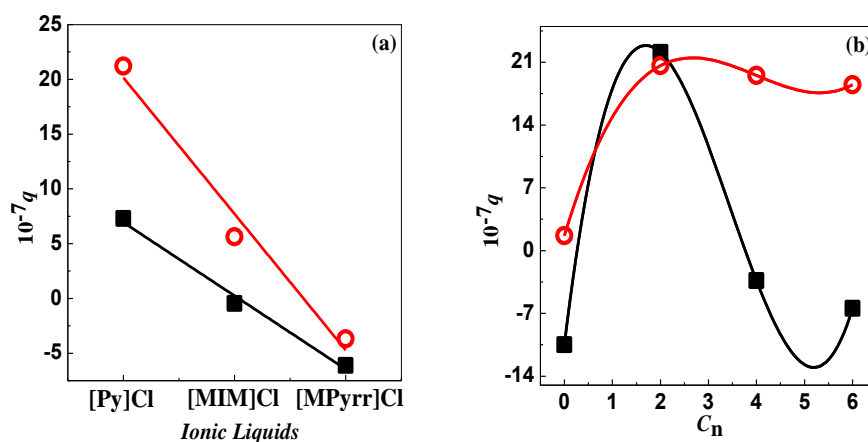 (a)
25
20
15
10
5
0
-5
10⁻⁷q
[Py]Cl [MIM]Cl [MPyrr]Cl
Ionic Liquids
(b)
21
14
7
0
-7
-14
10⁻⁷q
0 1 2 3 4 5 6
Cn